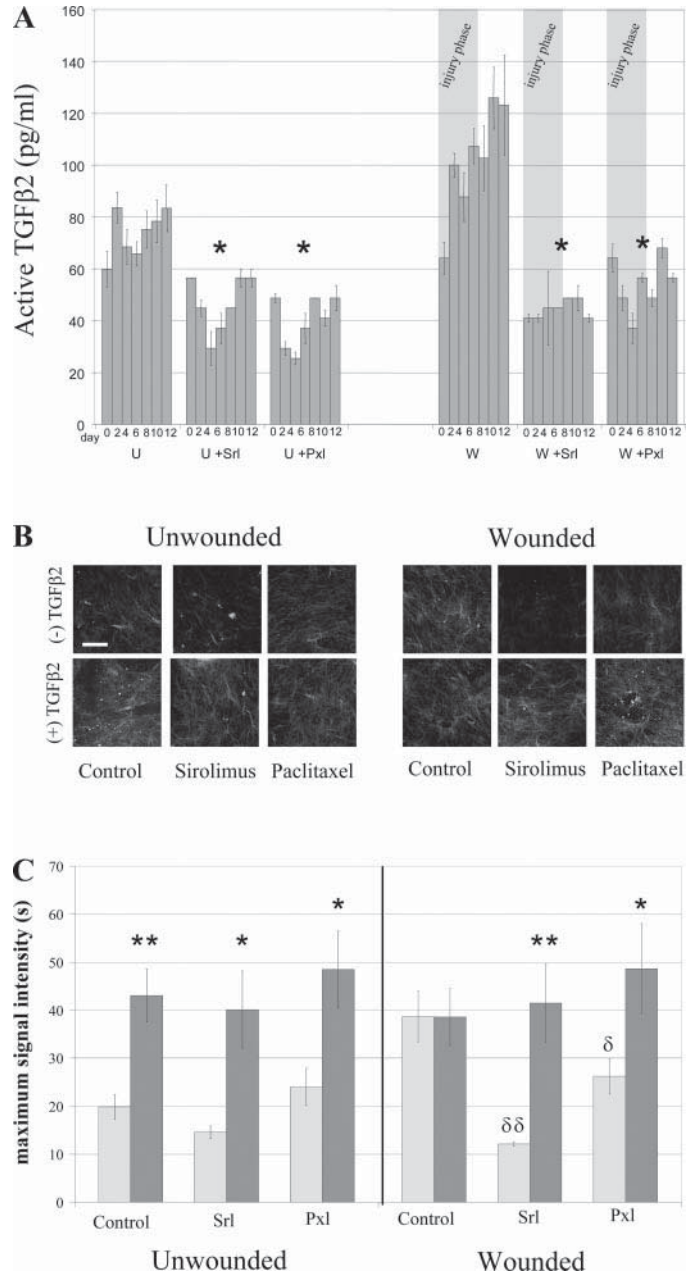 A
Active TGFβ2 (pg/ml)
160
140
120
100
80
60
40
20
0
injury phase
injury phase
injury phase
*
*
*
*
day
0 2 4 6 8 10 12
0 2 4 6 8 10 12
0 2 4 6 8 10 12
0 2 4 6 8 10 12
0 2 4 6 8 10 12
0 2 4 6 8 10 12
U
U +Srl
U +Pxl
W
W +Srl
W +Pxl
B
Unwounded
Wounded
(-) TGFβ2
(+) TGFβ2
Control
Sirolimus
Paclitaxel
Control
Sirolimus
Paclitaxel
C
maximum signal intensity (s)
70
60
50
40
30
20
10
0
**
*
*
**
*
δδ
δ
Control
Srl
Pxl
Control
Srl
Pxl
Unwounded
Wounded